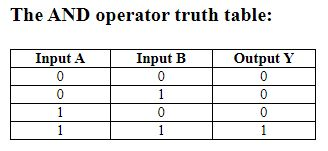 The AND operator truth table:
Input A Input B Output Y
0 0 0
0 1 0
1 0 0
1 1 1